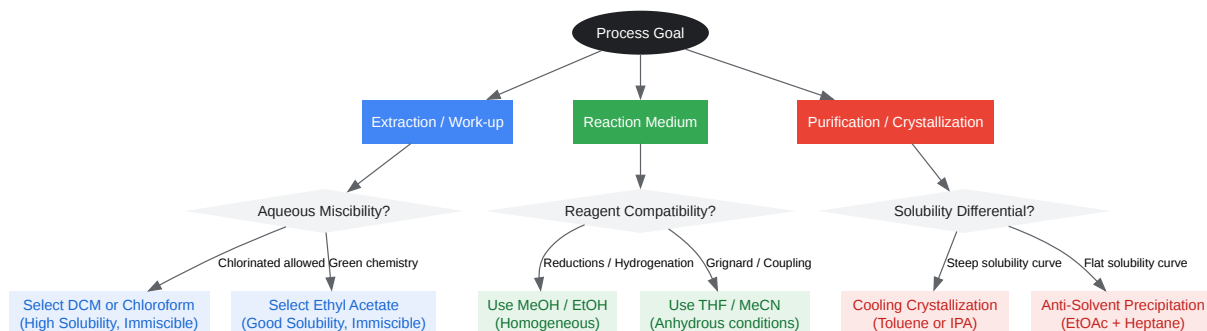 Process Goal
Extraction / Work-up
Reaction Medium
Purification / Crystallization
Aqueous Miscibility?
Reagent Compatibility?
Solubility Differential?
Chlorinated allowed
Green chemistry
Reductions / Hydrogenation
Grignard / Coupling
Steep solubility curve
Flat solubility curve
Select DCM or Chloroform
(High Solubility, Immiscible)
Select Ethyl Acetate
(Good Solubility, Immiscible)
Use MeOH / EtOH
(Homogeneous)
Use THF / MeCN
(Anhydrous conditions)
Cooling Crystallization
(Toluene or IPA)
Anti-Solvent Precipitation
(EtOAc + Heptane)